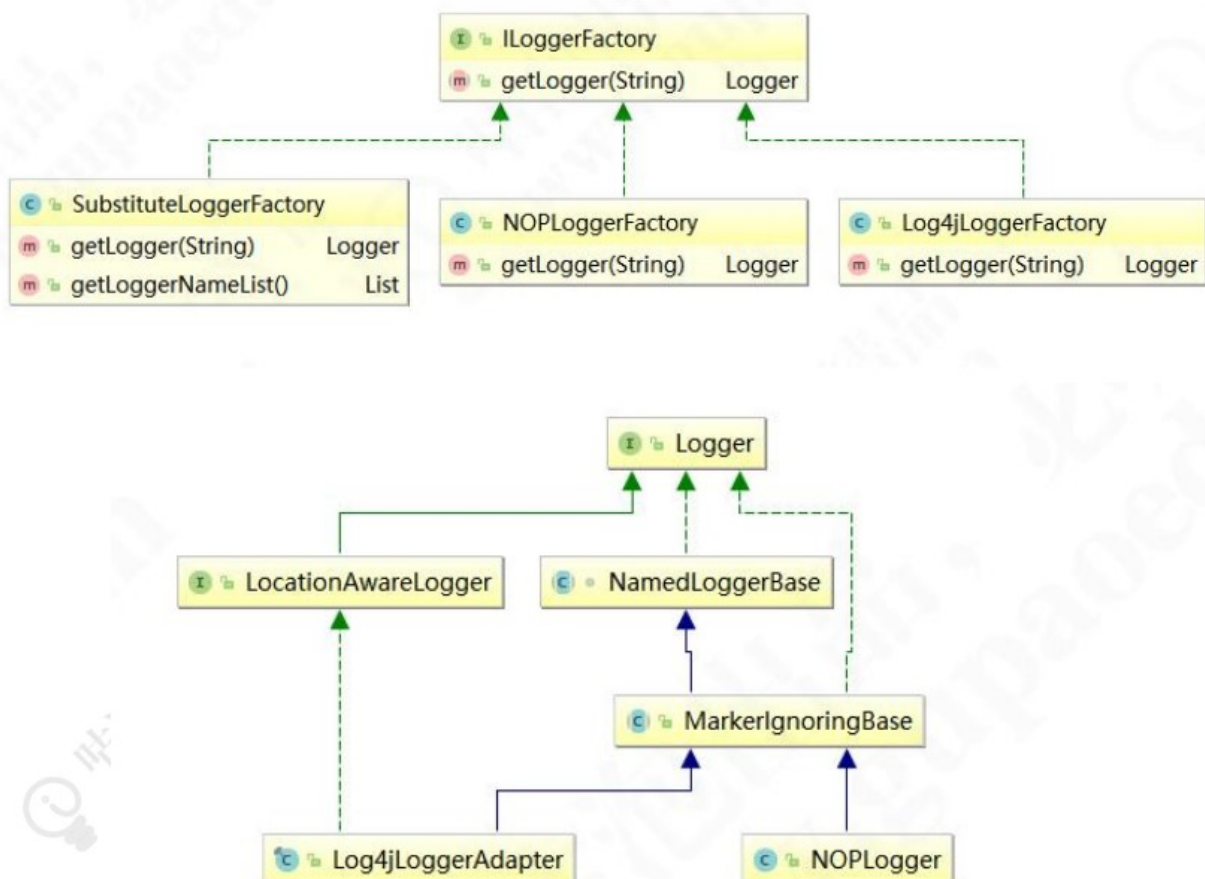 ILoggerFactory
getLogger(String) Logger
SubstituteLoggerFactory
getLogger(String) Logger
getLoggerNameList() List
NOPLoggerFactory
getLogger(String) Logger
Log4jLoggerFactory
getLogger(String) Logger
Logger
LocationAwareLogger
NamedLoggerBase
MarkerIgnoringBase
Log4jLoggerAdapter
NOPLogger